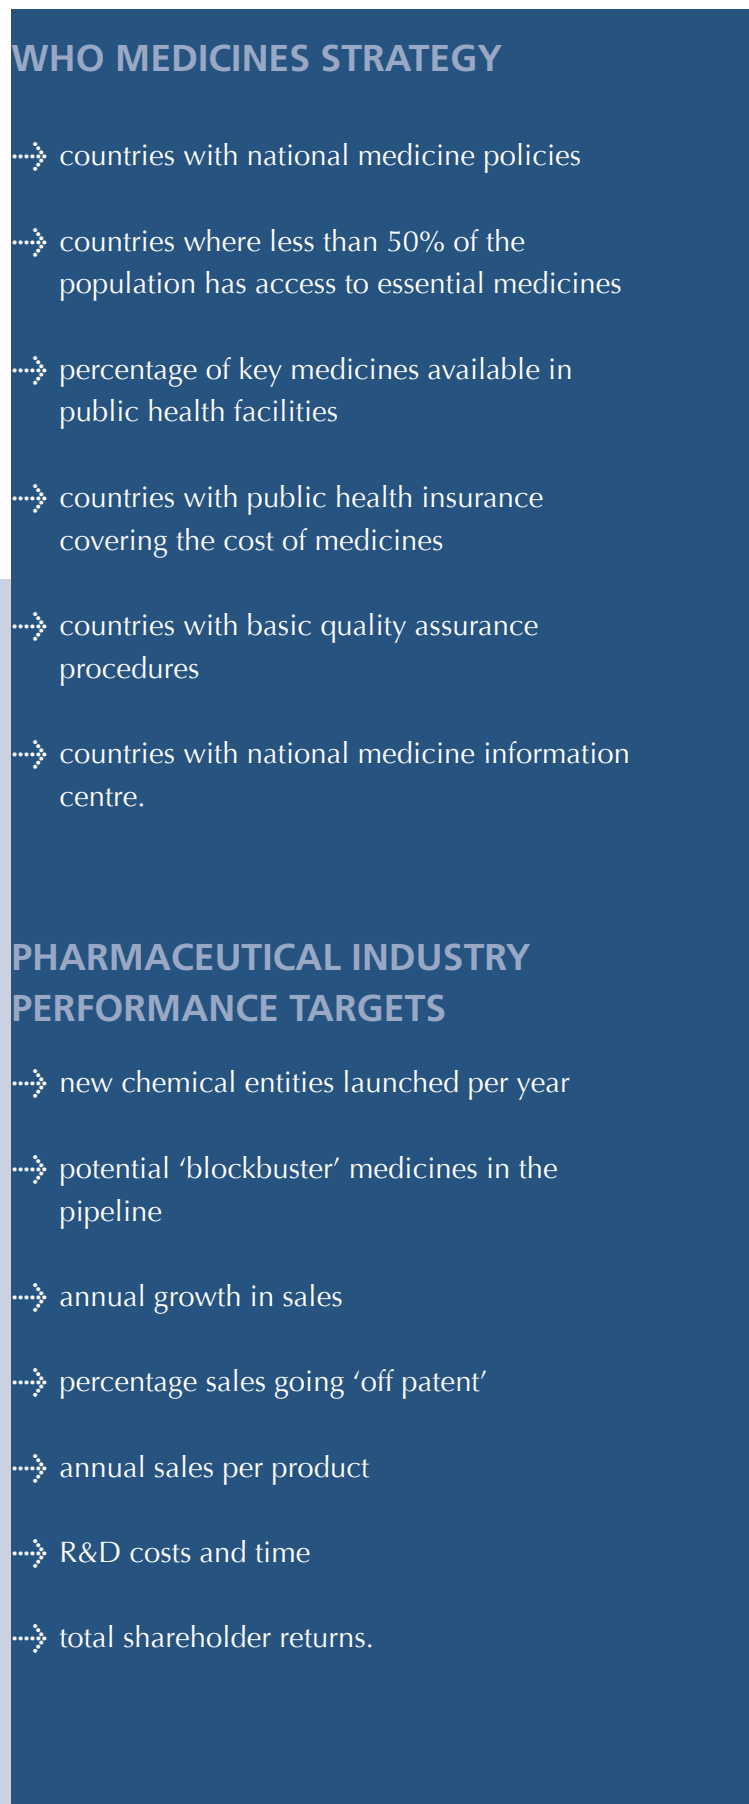 WHO MEDICINES STRATEGY
countries with national medicine policies
countries where less than 50% of the
population has access to essential medicines
percentage of key medicines available in
public health facilities
countries with public health insurance
covering the cost of medicines
countries with basic quality assurance
procedures
countries with national medicine information
centre.
PHARMACEUTICAL INDUSTRY
PERFORMANCE TARGETS
new chemical entities launched per year
potential ‘blockbuster’ medicines in the
pipeline
annual growth in sales
percentage sales going ‘off patent’
annual sales per product
R&D costs and time
total shareholder returns.